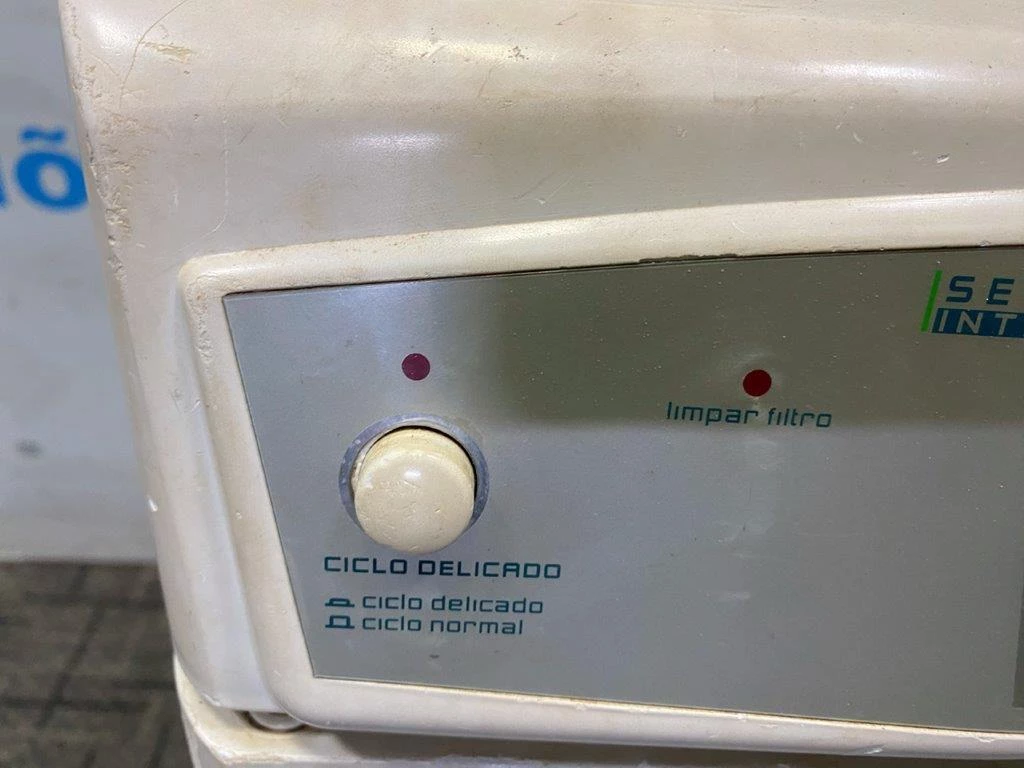 limpar filtro
CICLO DELICADO
ciclo delicado
ciclo normal